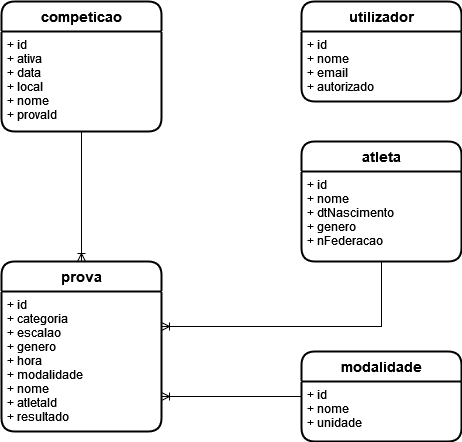 competicao
+ id
+ ativa
+ data
+ local
+ nome
+ provaId
utilizador
+ id
+ nome
+ email
+ autorizado
atleta
+ id
+ nome
+ dtNascimento
+ genero
+ nFederacao
prova
+ id
+ categoria
+ escalao
+ genero
+ hora
+ modalidade
+ nome
+ atletaId
+ resultado
modalidade
+ id
+ nome
+ unidade